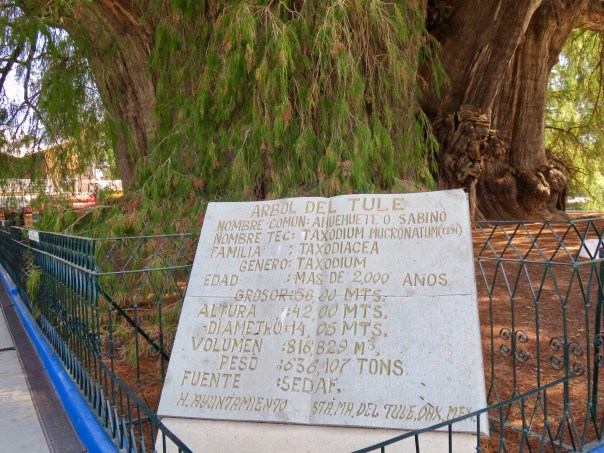 ARBOL DEL TULE
NOMBRE COMUN: AHUEHUETE O SABINO
NOMBRE TEC: TAXODIUM MUCRONATUM (TEN)
FAMILIA : TAXODIACEA
GENERO: TAXODIUM
EDAD : MAS DE 2,000 AÑOS.
GROSOR: 58.00 MTS.
ALTURA : 42.00 MTS.
DIAMETRO: 14.05 MTS.
VOLUMEN : 816,829 M³.
PESO : 636,107 TONS.
FUENTE : SEDAF.
H. AYUNTAMIENTO STA. MA. DEL TULE, OAX. MEX.